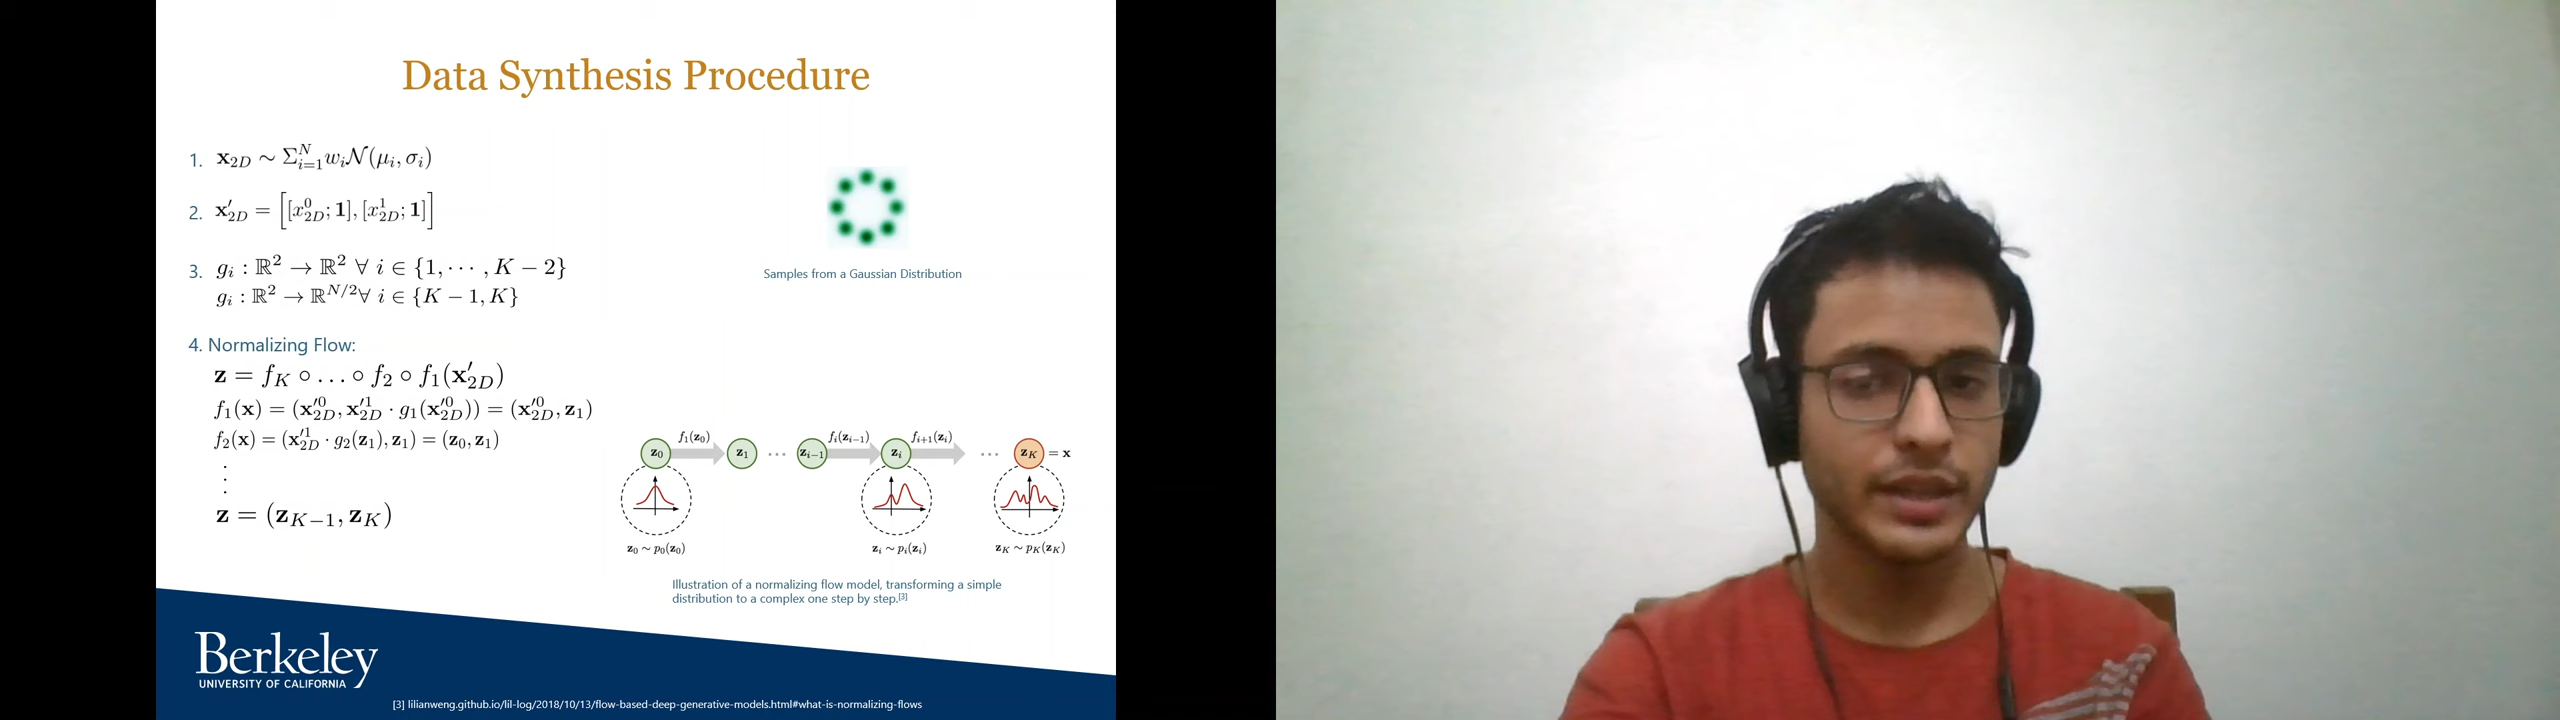 Data Synthesis Procedure
1. x_{2D} ∼ Σ_{i=1}^{N} w_i 𝒩(μ_i, σ_i)
2. x′_{2D} = [[x^0_{2D}; 1], [x^1_{2D}; 1]]
3. g_i : ℝ^2 → ℝ^2 ∀ i ∈ {1, ⋯ , K − 2}
g_i : ℝ^2 → ℝ^{N/2} ∀ i ∈ {K − 1, K}
4. Normalizing Flow:
z = f_K ∘ … ∘ f_2 ∘ f_1(x′_{2D})
f_1(x) = (x′^0_{2D}, x′^1_{2D} · g_1(x′^0_{2D})) = (x′^0_{2D}, z_1)
f_2(x) = (x′^1_{2D} · g_2(z_1), z_1) = (z_0, z_1)
⋮
z = (z_{K−1}, z_K)
Samples from a Gaussian Distribution
f_1(z_0) f_i(z_{i−1}) f_{i+1}(z_i)
z_0 z_1 … z_{i−1} z_i … z_K = x
z_0 ∼ p_0(z_0) z_i ∼ p_i(z_i) z_K ∼ p_K(z_K)
Illustration of a normalizing flow model, transforming a simple
distribution to a complex one step by step.[3]
Berkeley
UNIVERSITY OF CALIFORNIA
[3] lilianweng.github.io/lil-log/2018/10/13/flow-based-deep-generative-models.html#what-is-normalizing-flows